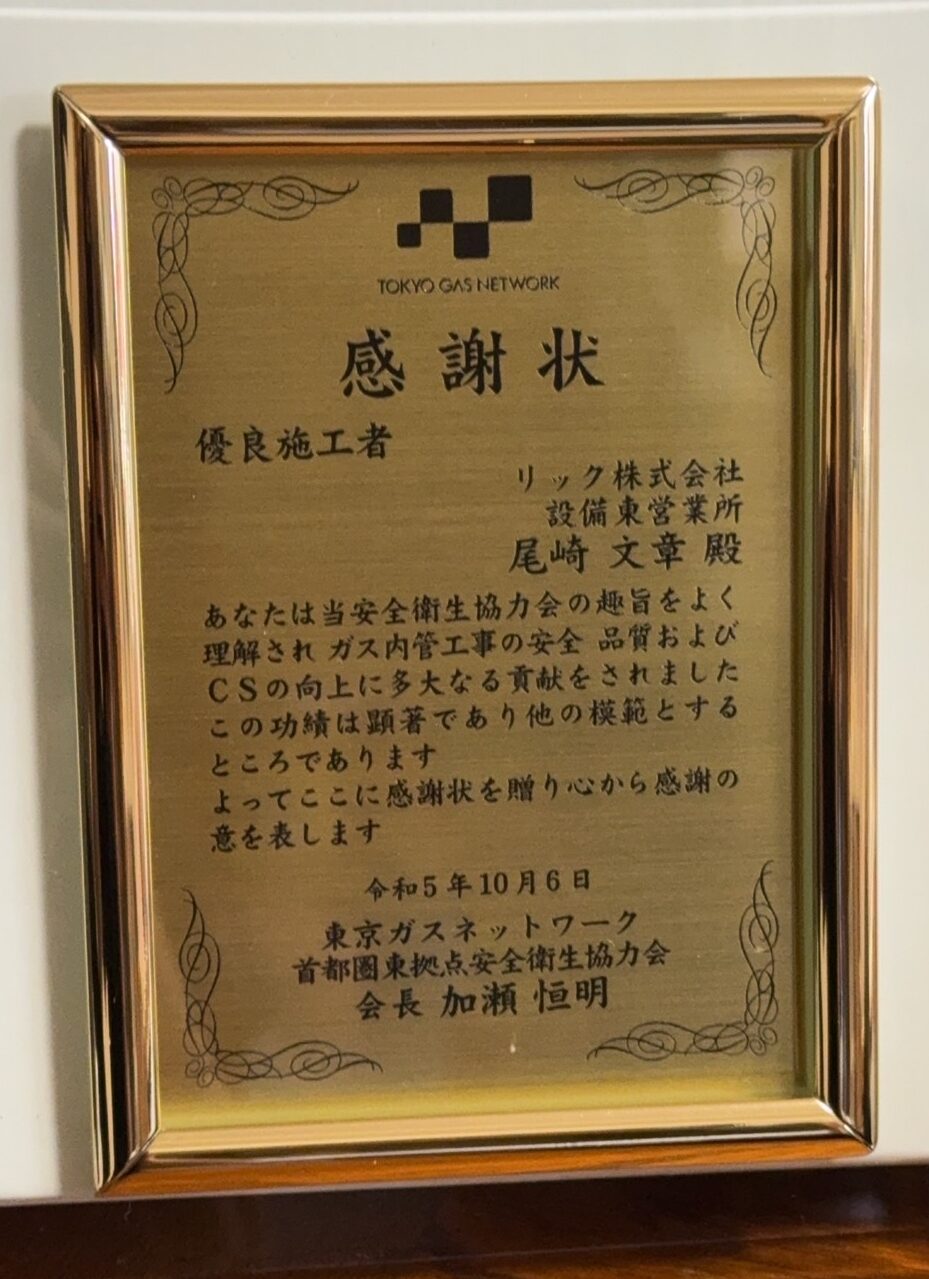 TOKYO GAS NETWORK
感謝状
優良施工者
リック株式会社
設備東営業所
尾崎 文章 殿
あなたは当安全衛生協力会の趣旨をよく
理解され ガス内管工事の安全 品質および
CSの向上に多大なる貢献をされました
この功績は顕著であり他の模範とする
ところであります
よってここに感謝状を贈り心から感謝の
意を表します
令和5年10月6日
東京ガスネットワーク
首都圏東拠点安全衛生協力会
会長 加瀬 恒明